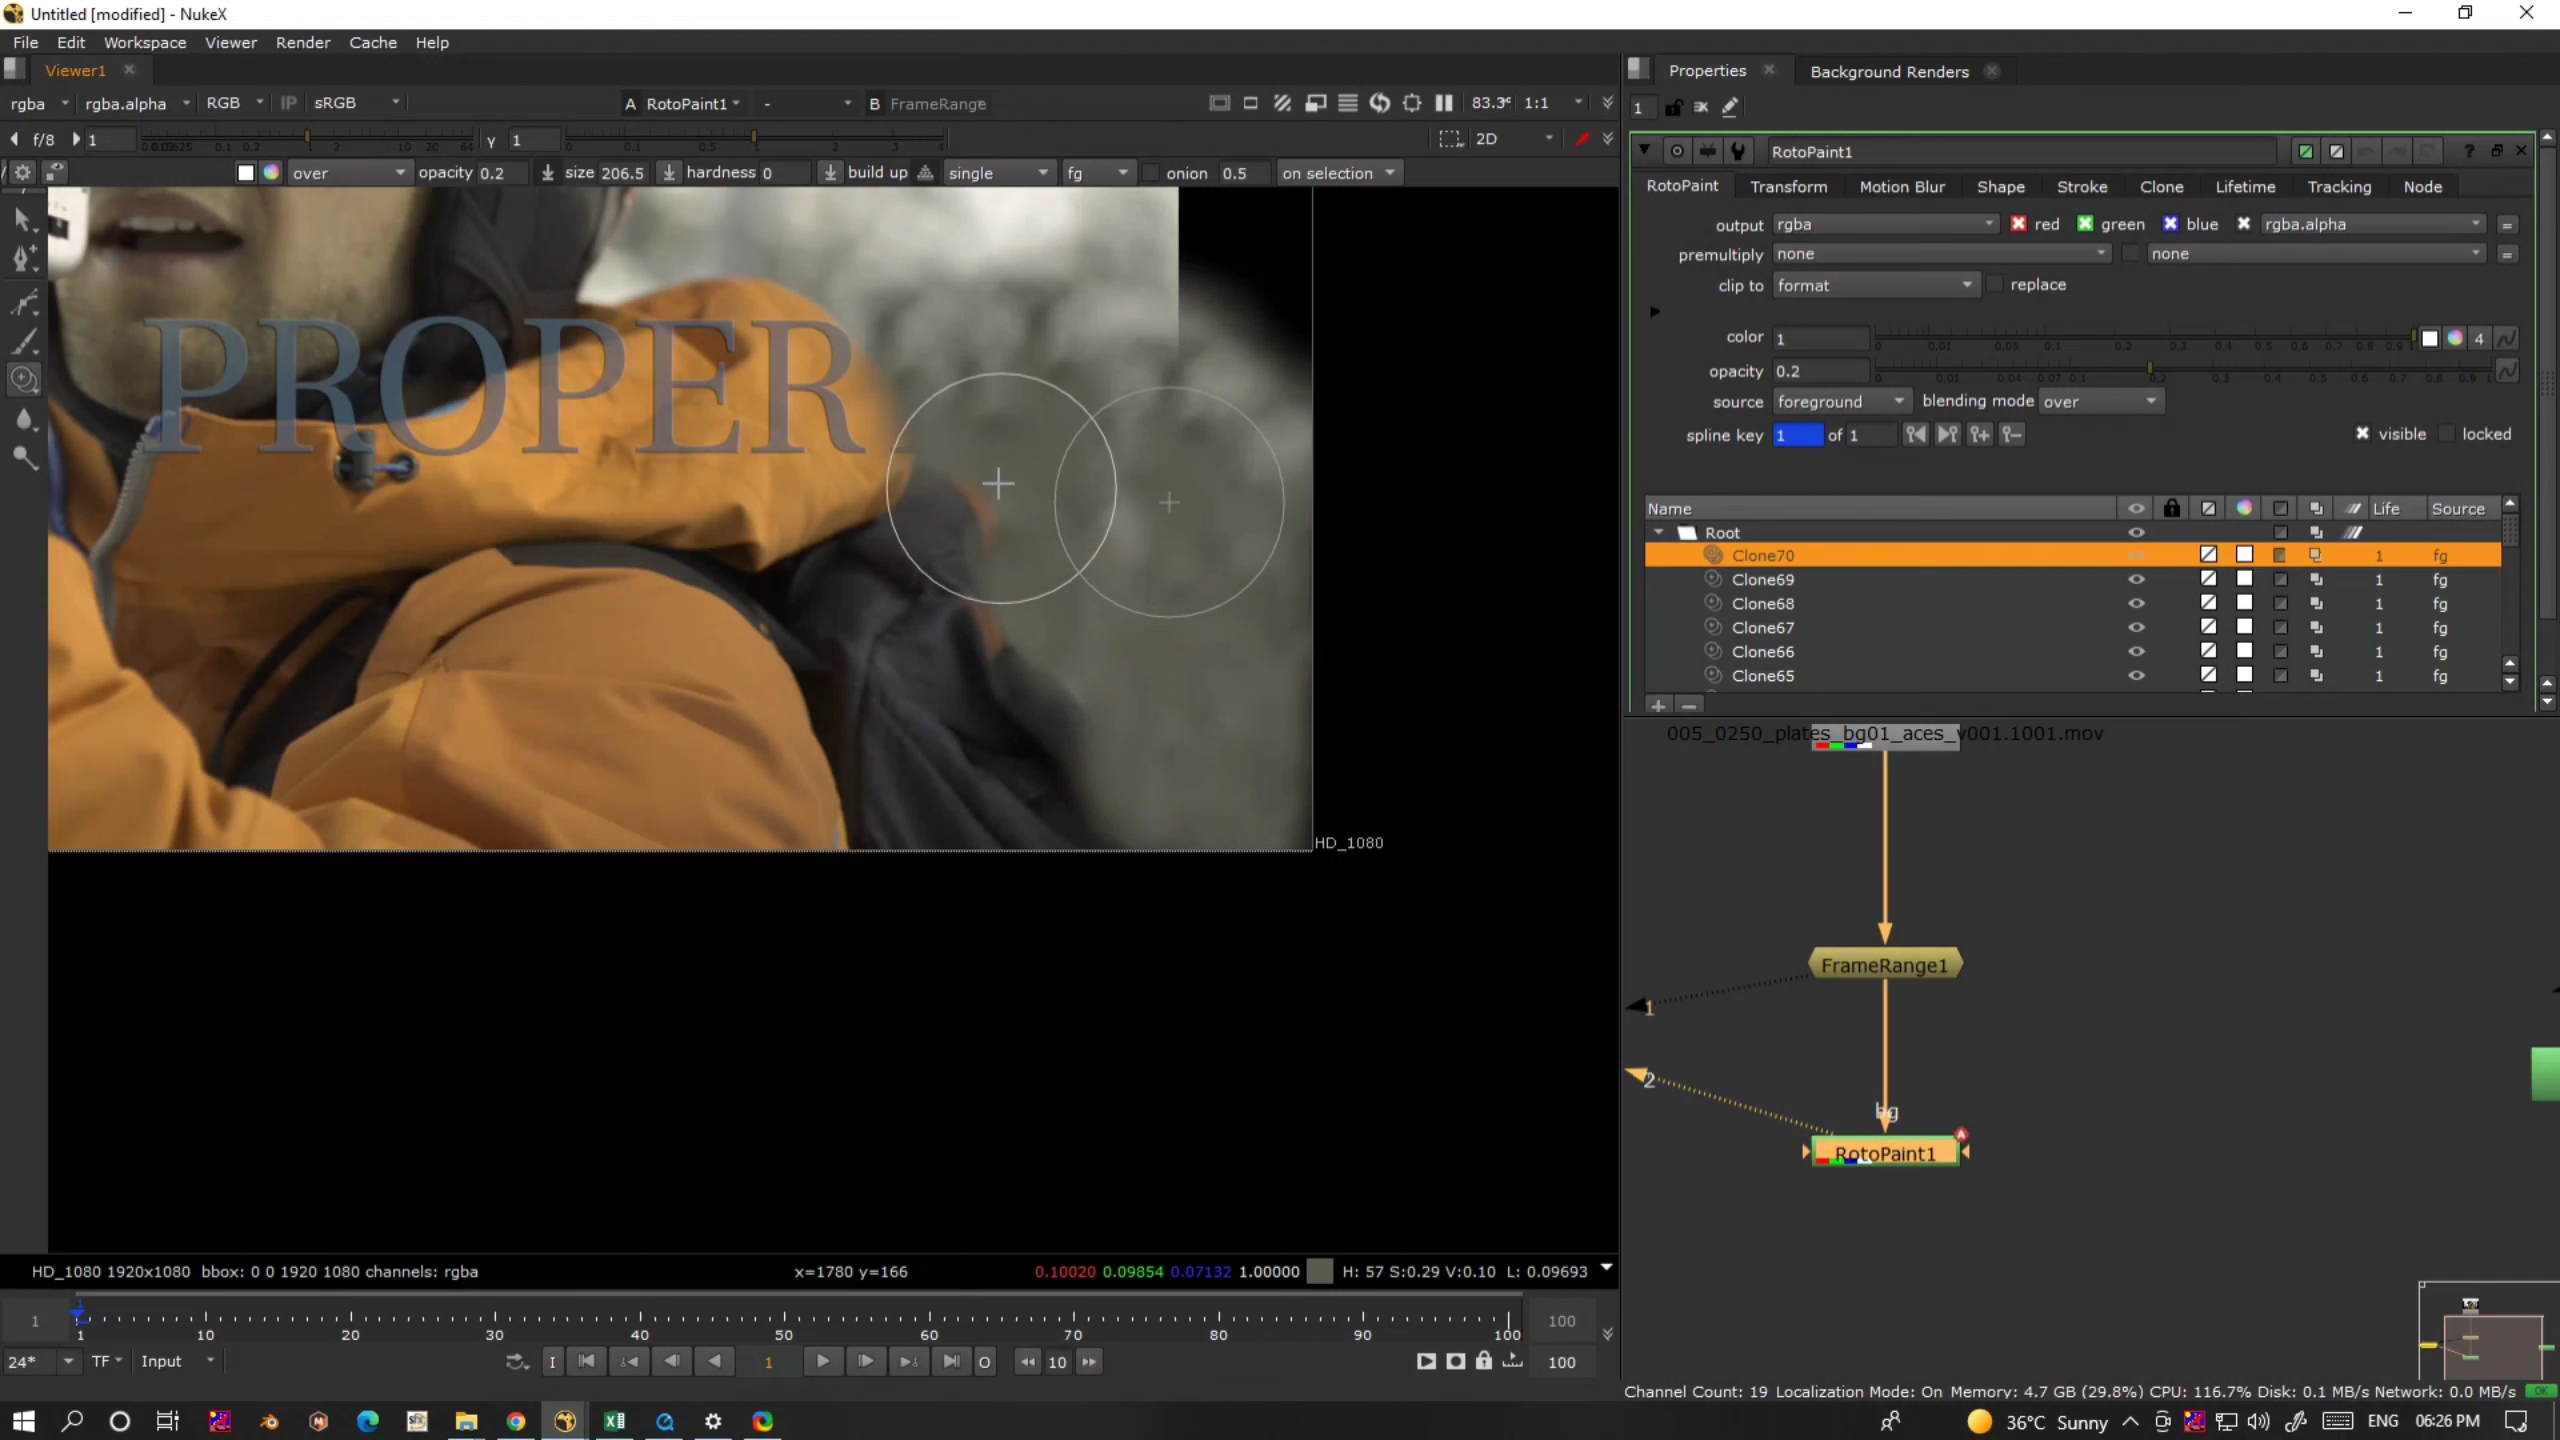 Untitled [modified] - NukeX
File Edit Workspace Viewer Render Cache Help
Viewer1
rgba rgba.alpha RGB IP sRGB A RotoPaint1 - B FrameRange 1:1
f/8 1 γ 1 2D
over opacity 0.2 size 206.5 hardness 0 build up single fg onion 0.5 on selection
PROPER
HD_1080
HD_1080 1920x1080 bbox: 0 0 1920 1080 channels: rgba x=1780 y=166 0.10020 0.09854 0.07132 1.00000 H: 57 S:0.29 V:0.10 L: 0.09693
1 1 10 20 30 40 50 60 70 80 90 100 100
24* TF Input I 1 O 10 100
Properties Background Renders
1
RotoPaint1
RotoPaint Transform Motion Blur Shape Stroke Clone Lifetime Tracking Node
output rgba red green blue rgba.alpha =
premultiply none none =
clip to format replace
color 1 4
opacity 0.2
source foreground blending mode over
spline key 1 of 1 visible locked
Name Life Source
Root
Clone70 1 fg
Clone69 1 fg
Clone68 1 fg
Clone67 1 fg
Clone66 1 fg
Clone65 1 fg
005_0250_plates_bg01_aces_v001.1001.mov
FrameRange1
1
2
bg
RotoPaint1
Channel Count: 19 Localization Mode: On Memory: 4.7 GB (29.8%) CPU: 116.7% Disk: 0.1 MB/s Network: 0.0 MB/s
36°C Sunny ENG 06:26 PM